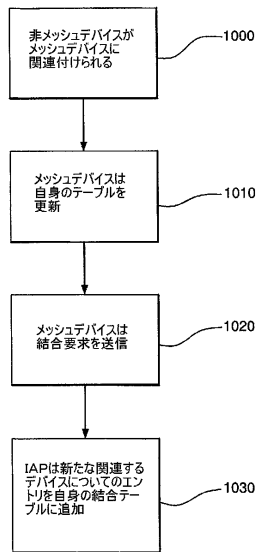 非メッシュデバイスが
メッシュデバイスに
関連付けられる
1000
メッシュデバイスは
自身のテーブルを
更新
1010
メッシュデバイスは
結合要求を送信
1020
IAPは新たな関連する
デバイスについてのエント
リを自身の結合テー
ブルに追加
1030